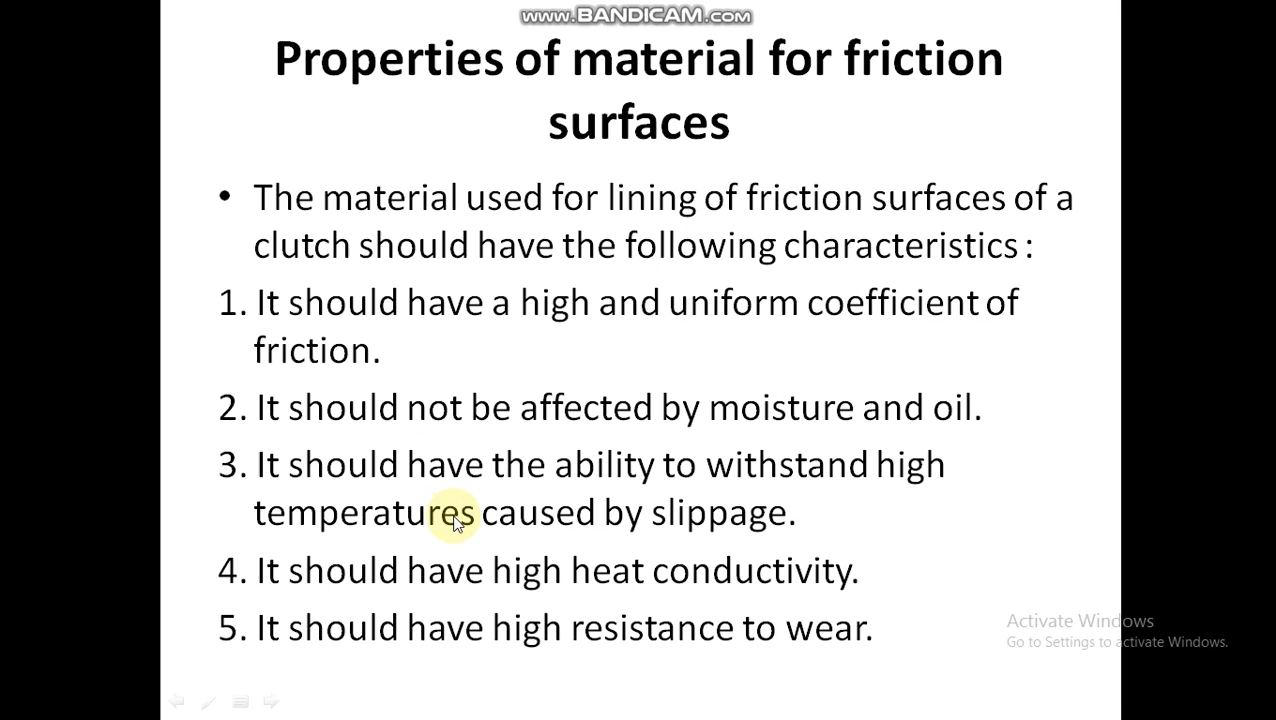 www.BANDICAM.com
Properties of material for friction
surfaces
• The material used for lining of friction surfaces of a
clutch should have the following characteristics :
1. It should have a high and uniform coefficient of
friction.
2. It should not be affected by moisture and oil.
3. It should have the ability to withstand high
temperatures caused by slippage.
4. It should have high heat conductivity.
5. It should have high resistance to wear.
Activate Windows
Go to Settings to activate Windows.